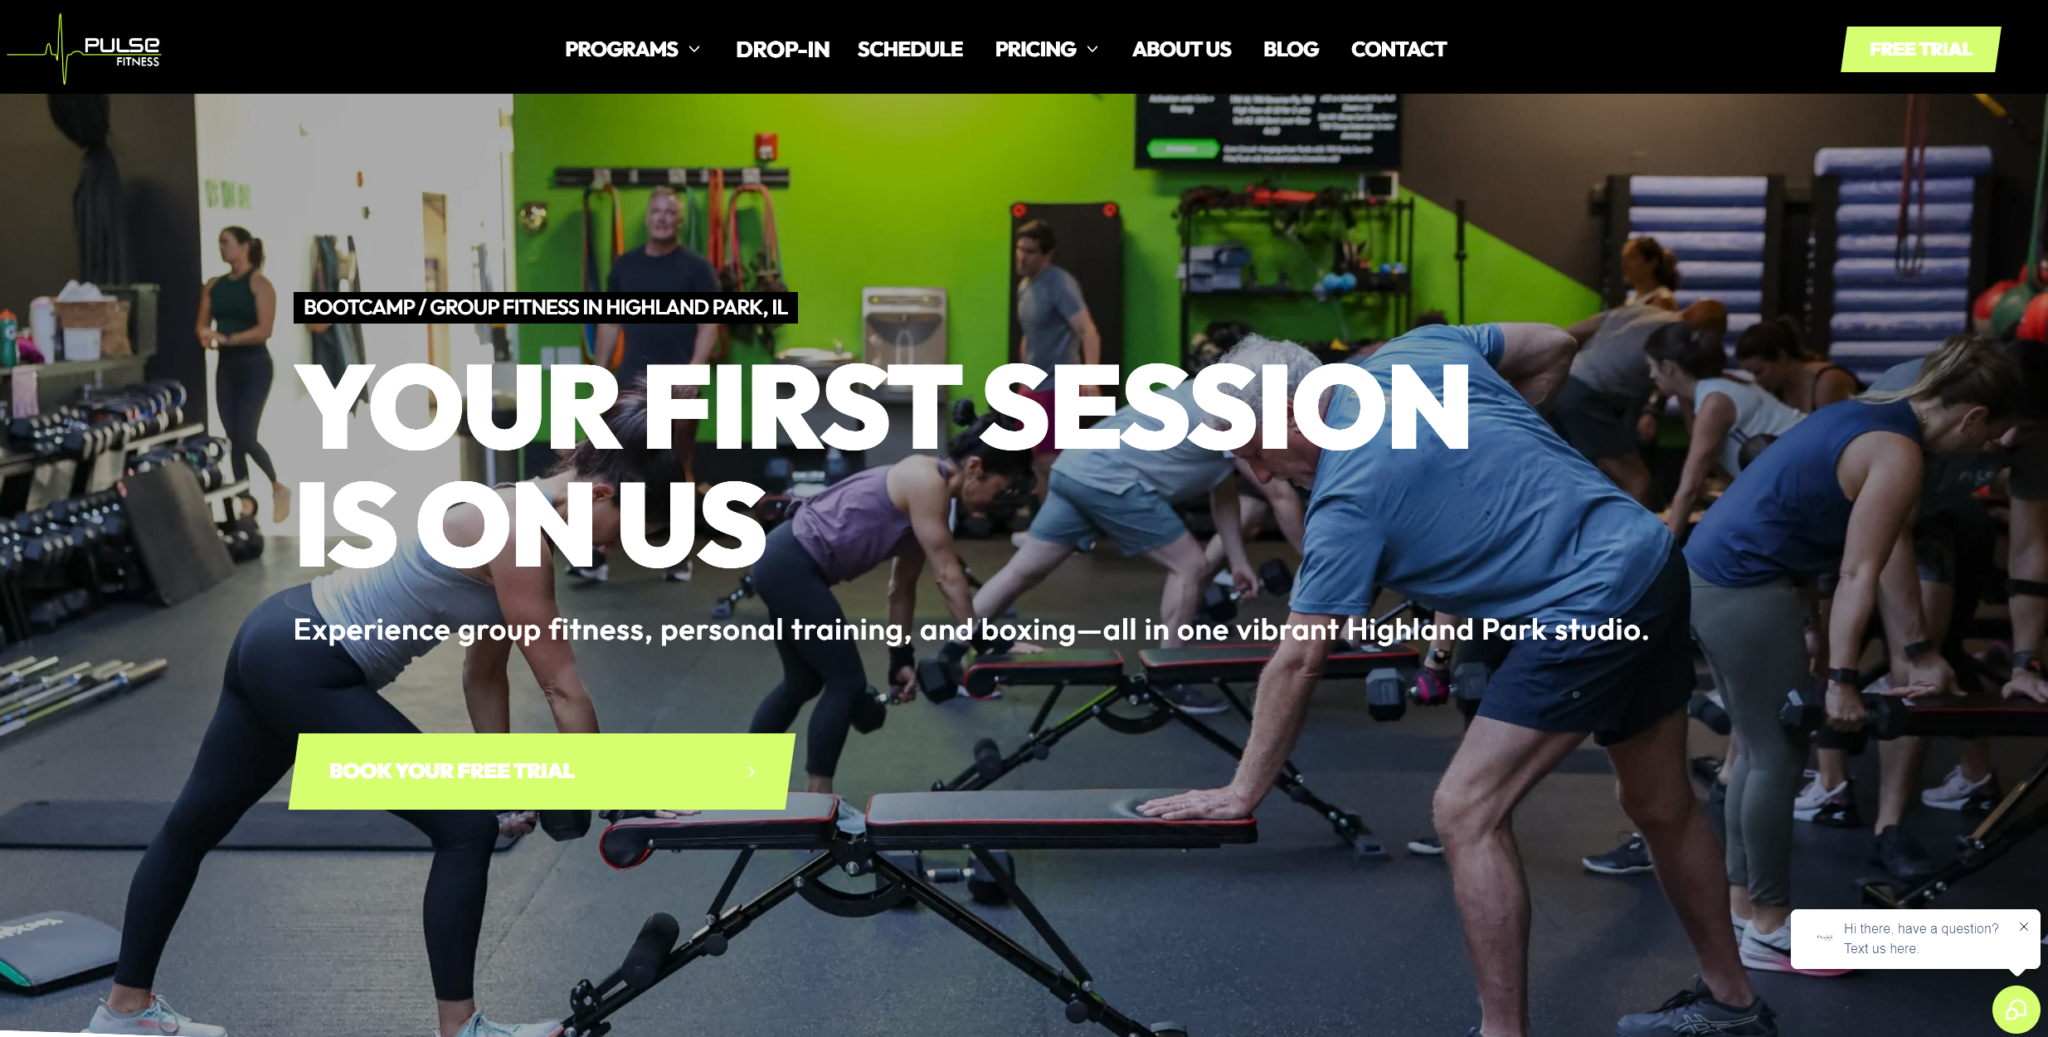 PULSE
FITNESS
PROGRAMS
DROP-IN
SCHEDULE
PRICING
ABOUT US
BLOG
CONTACT
FREE TRIAL
BOOTCAMP / GROUP FITNESS IN HIGHLAND PARK, IL
YOUR FIRST SESSION
IS ON US
Experience group fitness, personal training, and boxing—all in one vibrant Highland Park studio.
BOOK YOUR FREE TRIAL
Hi there, have a question?
Text us here.